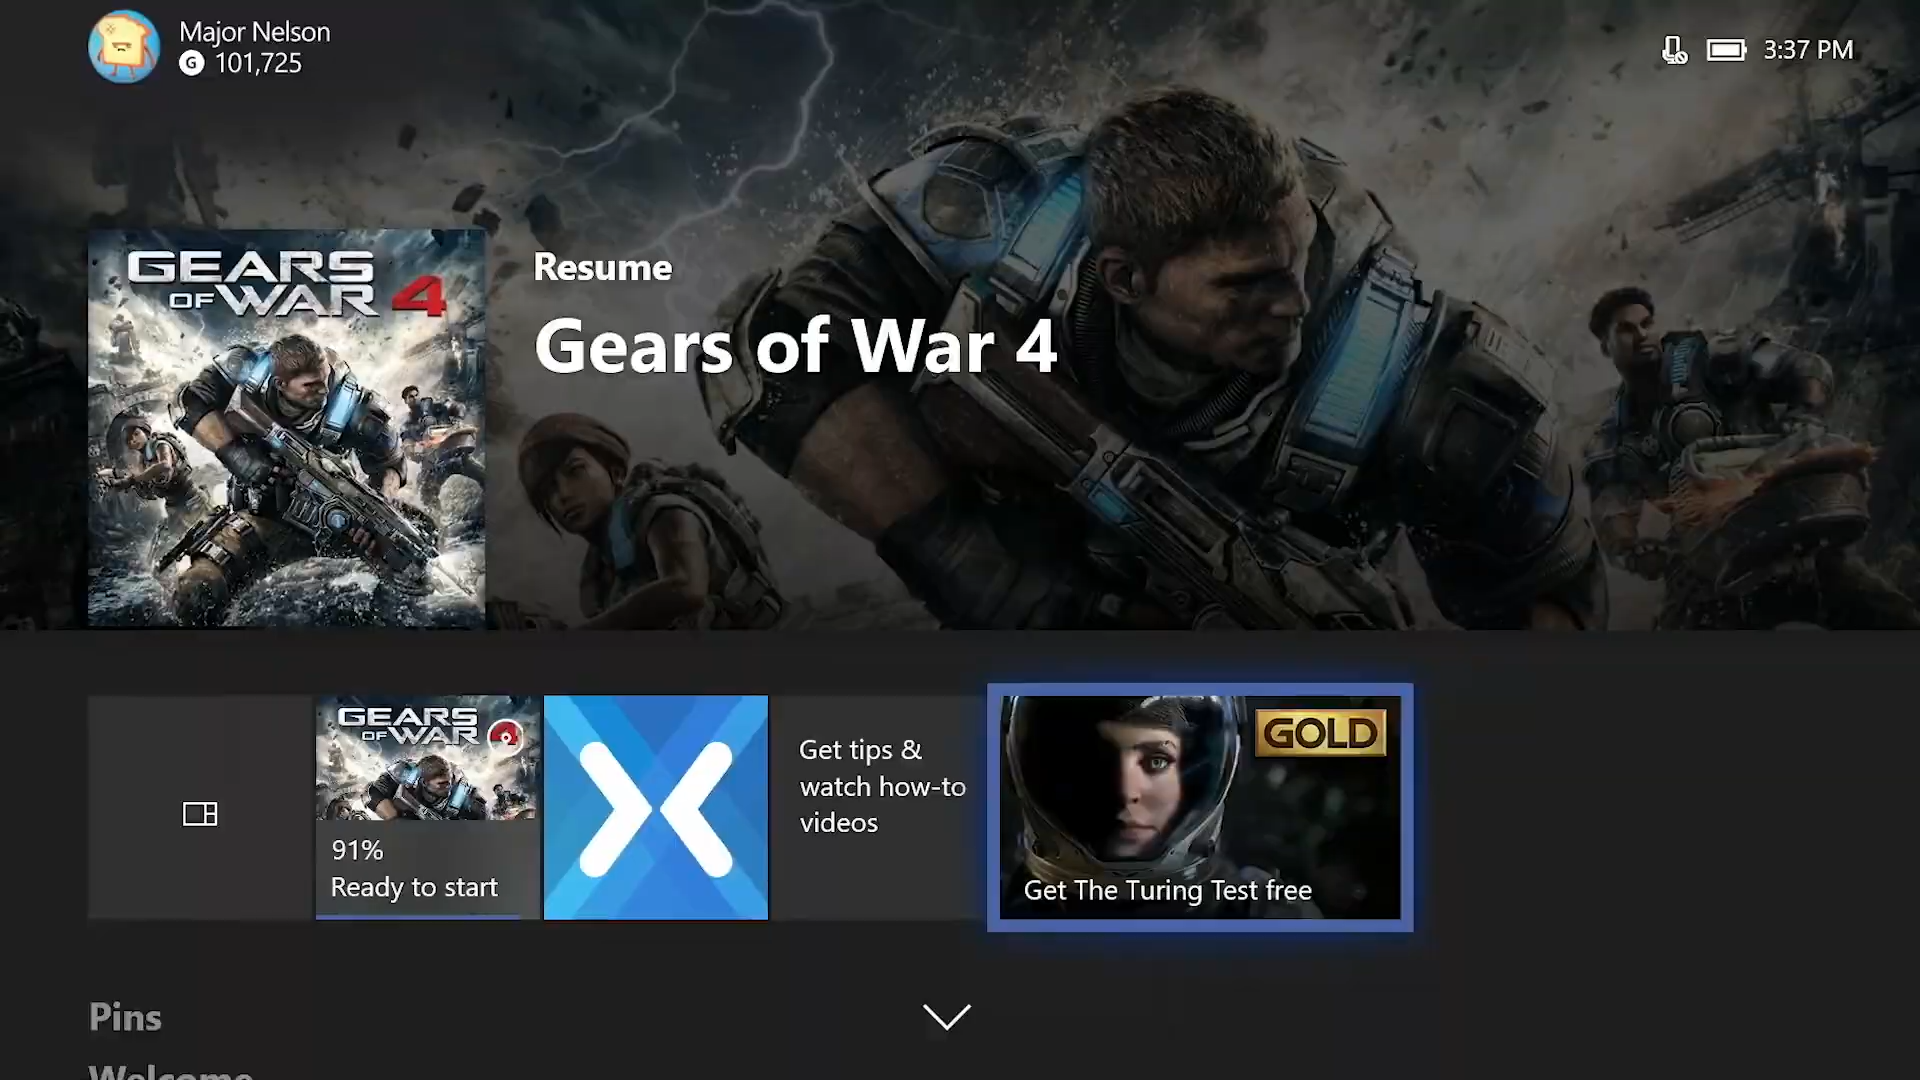 Major Nelson
G 101,725
3:37 PM
GEARS
OF WAR 4
Resume
Gears of War 4
GEARS
OF WAR
91%
Ready to start
Get tips &
watch how-to
videos
GOLD
Get The Turing Test free
Pins
Welcome